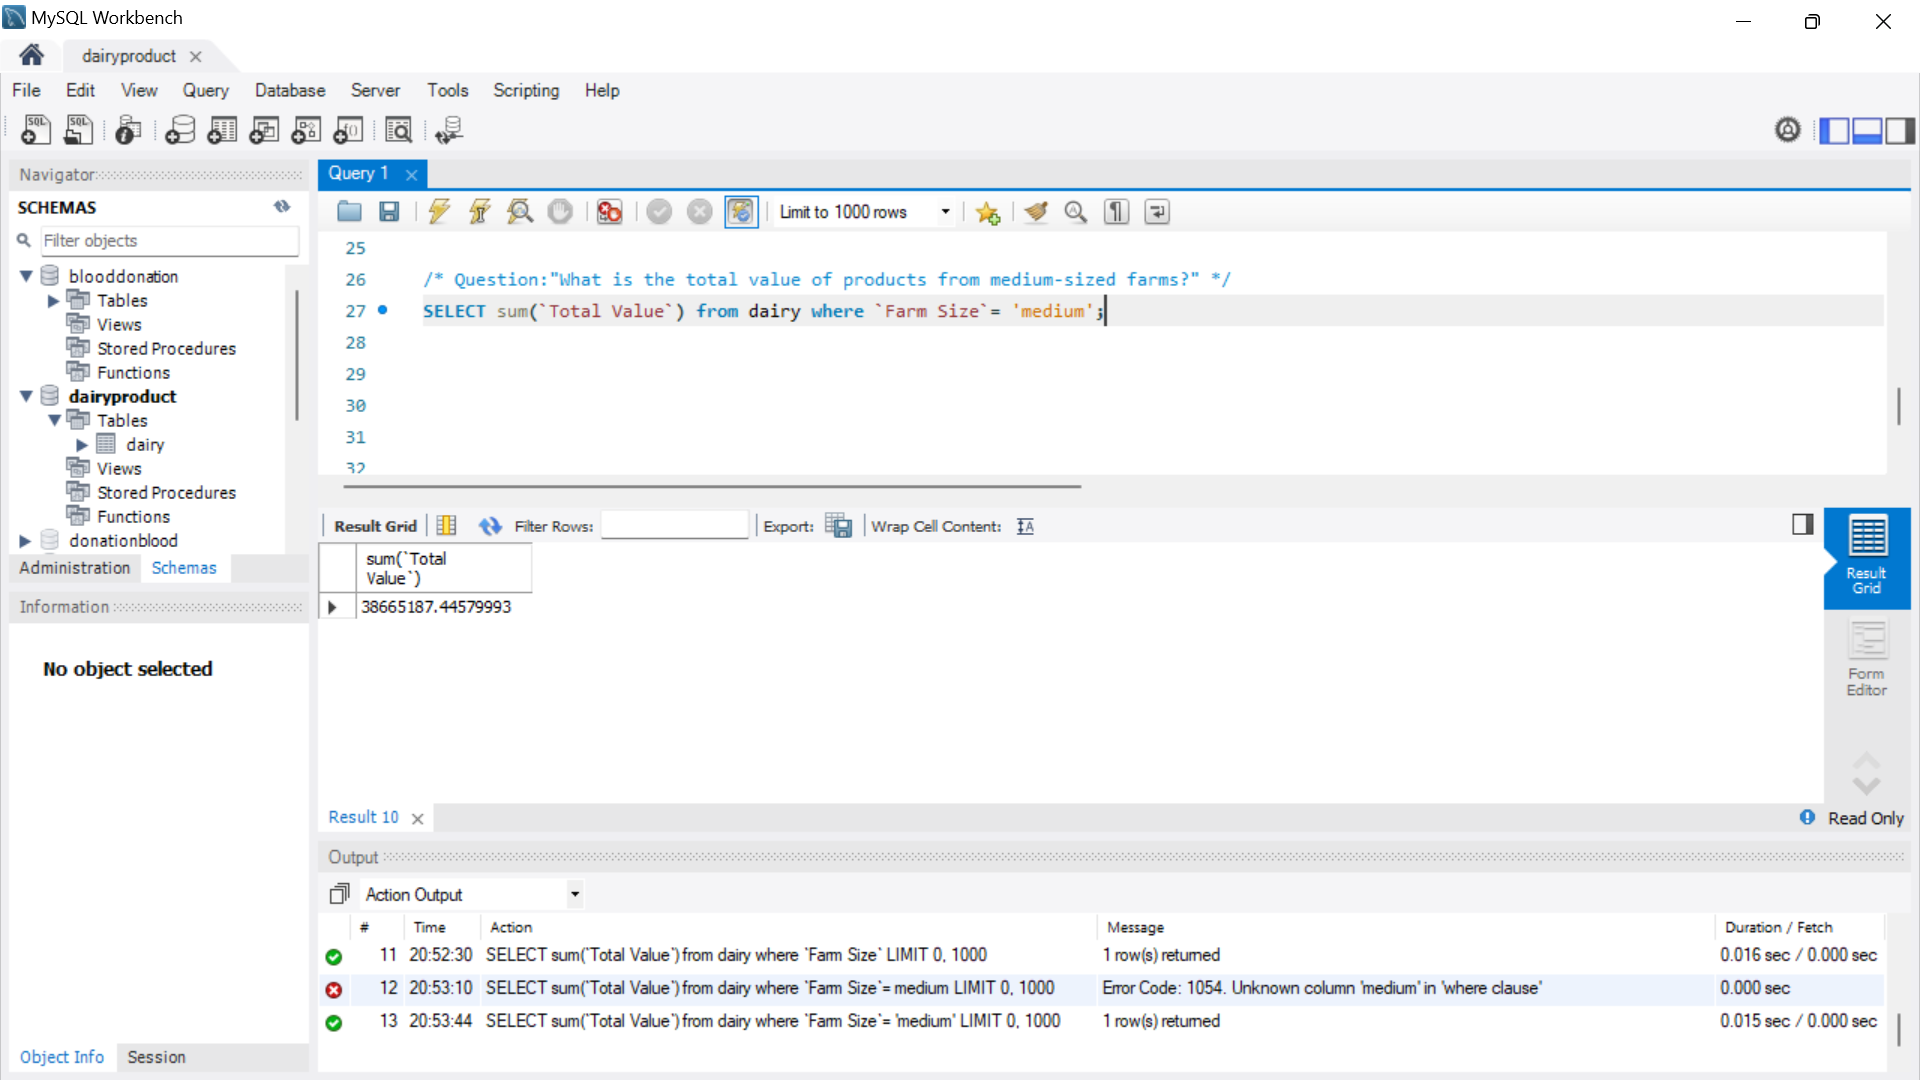 MySQL Workbench
dairyproduct
File Edit View Query Database Server Tools Scripting Help
Navigator
SCHEMAS
Filter objects
blooddonation
Tables
Views
Stored Procedures
Functions
dairyproduct
Tables
dairy
Views
Stored Procedures
Functions
donationblood
Administration Schemas
Information
No object selected
Object Info Session
Query 1
Limit to 1000 rows
25
26 /* Question:"What is the total value of products from medium-sized farms?" */
27 SELECT sum(`Total Value`) from dairy where `Farm Size`= 'medium';
28
29
30
31
32
Result Grid Filter Rows: Export: Wrap Cell Content:
sum(`Total
Value`)
38665187.44579993
Result
Grid
Form
Editor
Result 10
Read Only
Output
Action Output
# Time Action Message Duration / Fetch
11 20:52:30 SELECT sum(`Total Value`) from dairy where `Farm Size` LIMIT 0, 1000 1 row(s) returned 0.016 sec / 0.000 sec
12 20:53:10 SELECT sum(`Total Value`) from dairy where `Farm Size`= medium LIMIT 0, 1000 Error Code: 1054. Unknown column 'medium' in 'where clause' 0.000 sec
13 20:53:44 SELECT sum(`Total Value`) from dairy where `Farm Size`= 'medium' LIMIT 0, 1000 1 row(s) returned 0.015 sec / 0.000 sec